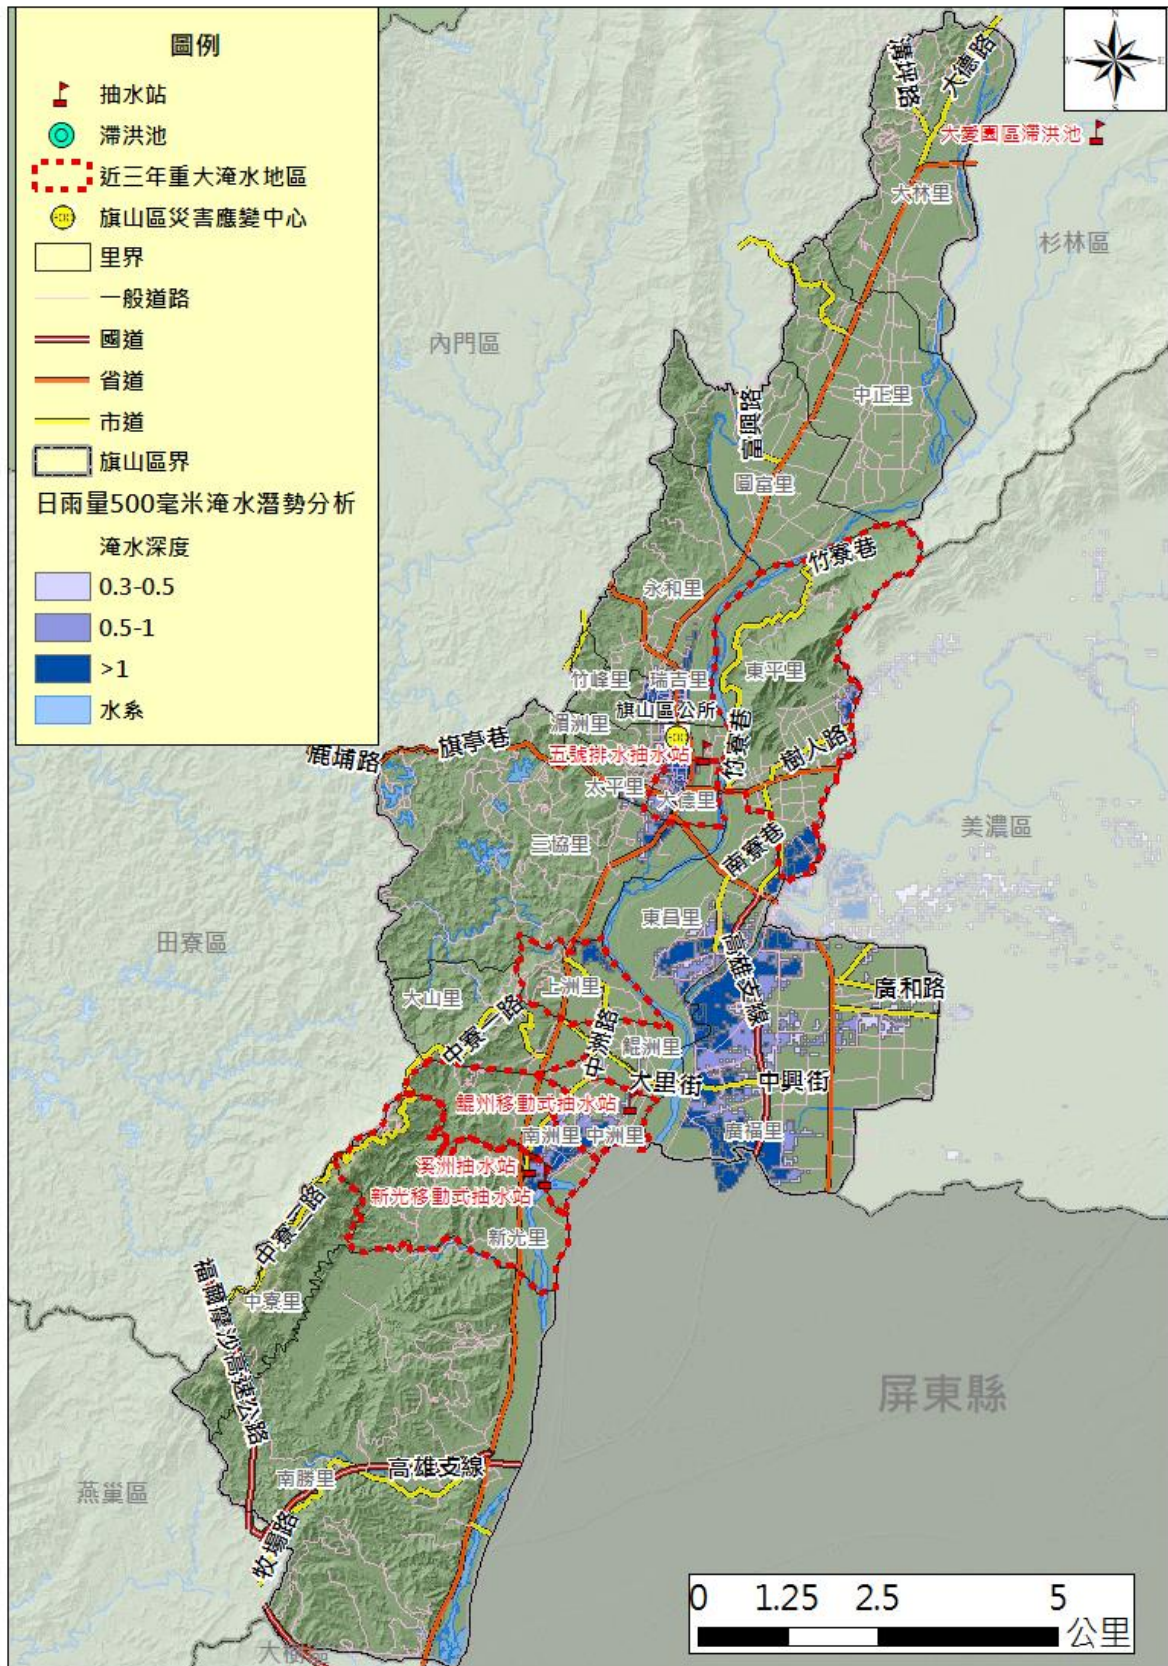 圖例
抽水站
滯洪池
近三年重大淹水地區
旗山區災害應變中心
里界
一般道路
國道
省道
市道
旗山區界
日雨量500毫米淹水潛勢分析
淹水深度
0.3-0.5
0.5-1
>1
水系
N
W
E
S
溝坪路
大德路
大愛園區滯洪池
大林里
杉林區
內門區
中正里
富興路
圓富里
竹寮巷
永和里
東平里
竹峰里
瑞吉里
旗山區公所
湄洲里
旗亭巷
鹿埔路
五號排水抽水站
竹寮巷
樹人路
太平里
大德里
美濃區
三協里
南寮巷
東昌里
田寮區
高雄支線
上洲里
大山里
廣和路
中寮一路
中洲路
鯤洲里
大里街
中興街
鯤州移動式抽水站
南洲里
中洲里
廣福里
溪洲抽水站
新光移動式抽水站
中寮二路
新光里
福爾摩沙高速公路
中寮里
屏東縣
高雄支線
南勝里
燕巢區
牧場路
大樹區
0 1.25 2.5 5
公里